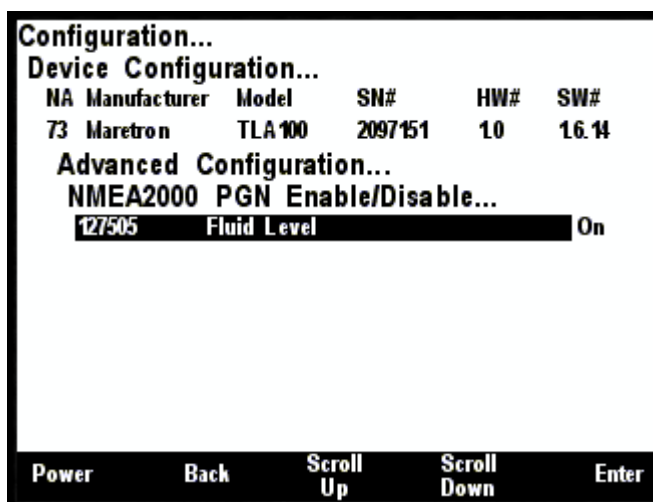 Configuration...
Device Configuration...
NA Manufacturer Model SN# HW# SW#
73 Maretron TLA100 2097151 1.0 1.6.14
Advanced Configuration...
NMEA2000 PGN Enable/Disable...
127505 Fluid Level On
Power Back Scroll Up Scroll Down Enter